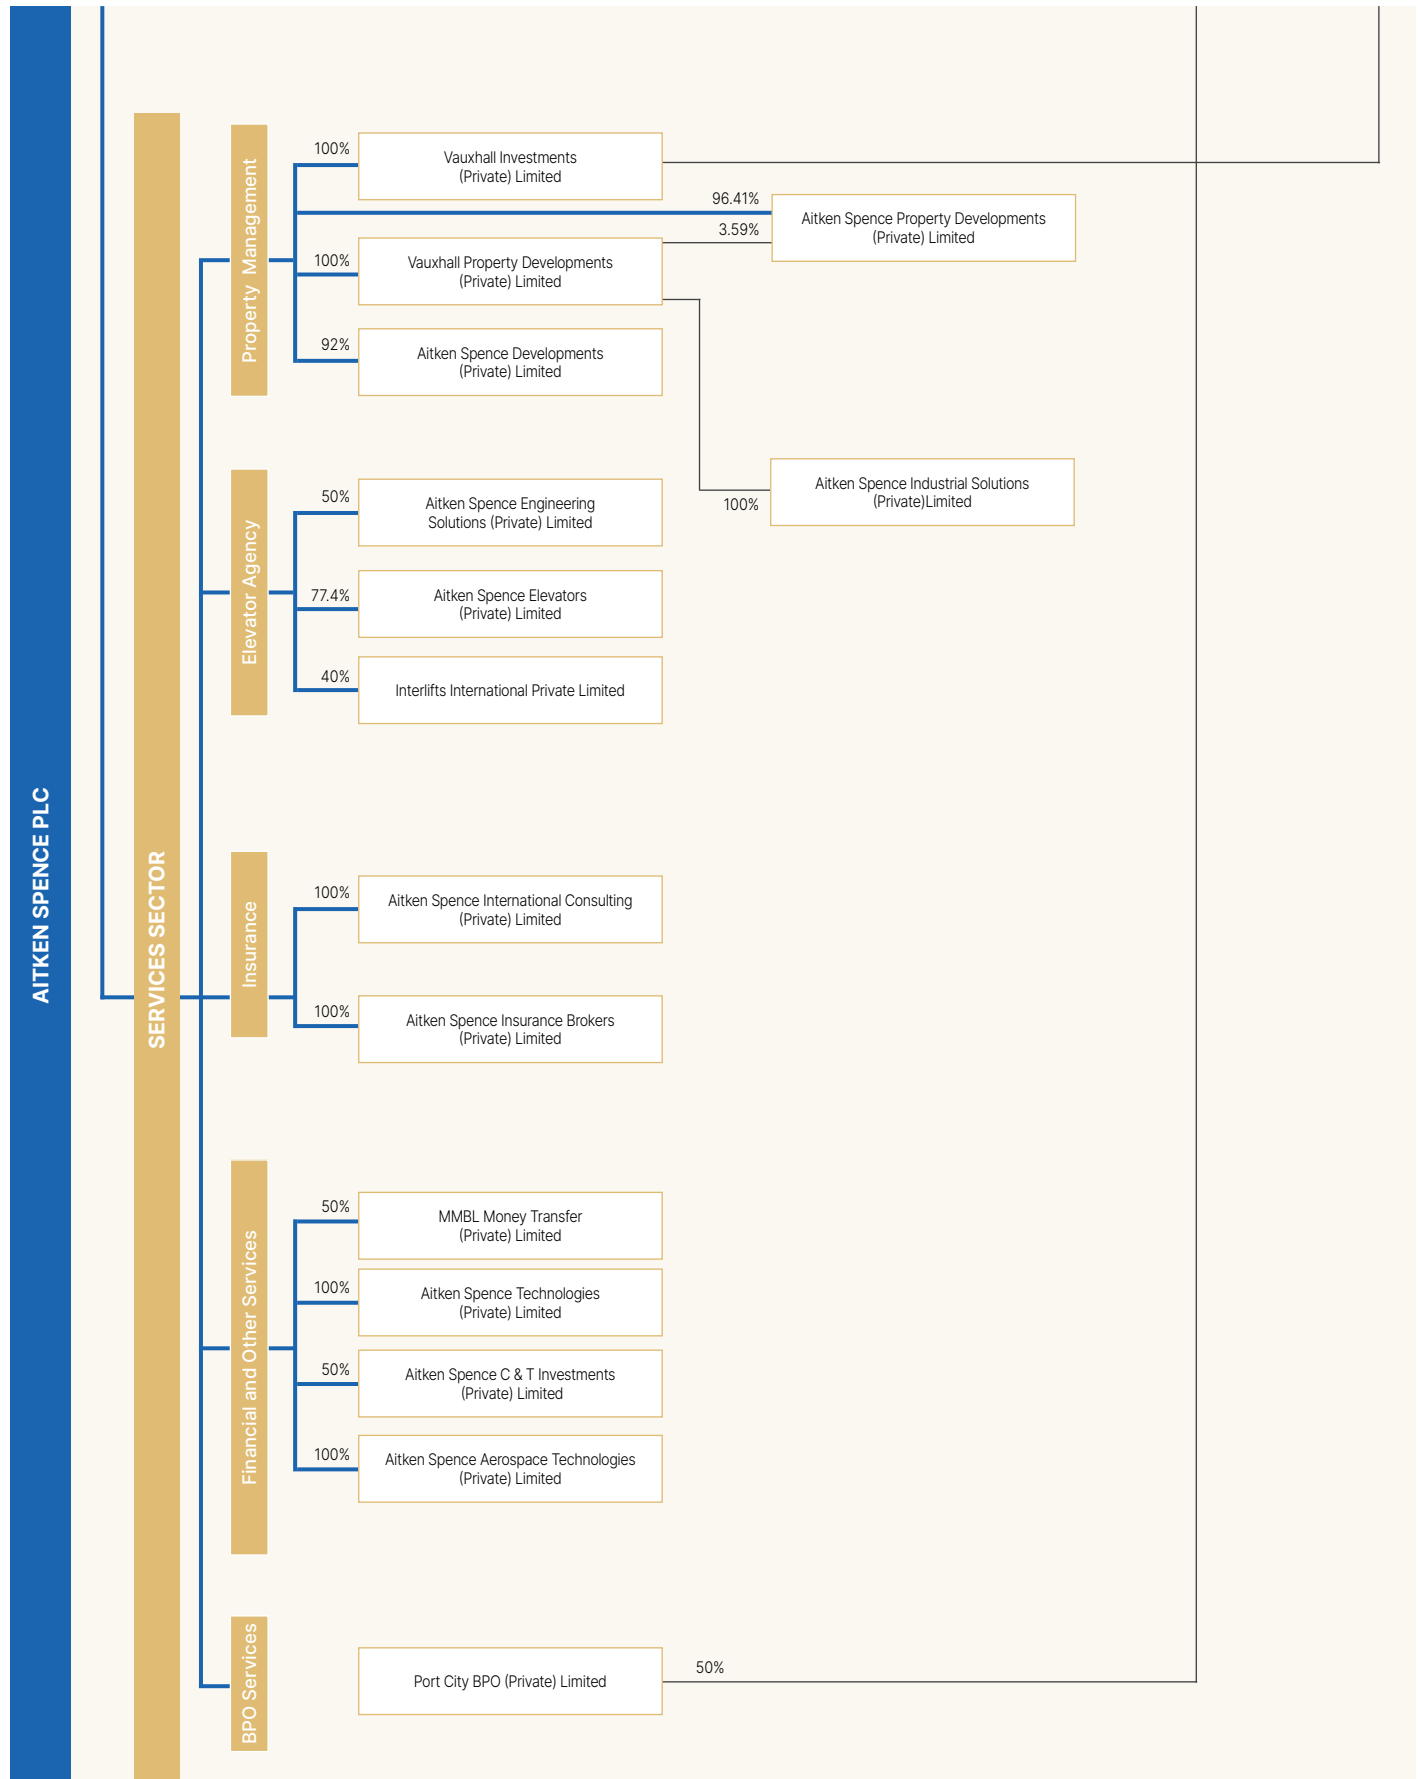 AITKEN SPENCE PLC
SERVICES SECTOR
Property Management
100%
Vauxhall Investments
(Private) Limited
96.41%
3.59%
Aitken Spence Property Developments
(Private) Limited
100%
Vauxhall Property Developments
(Private) Limited
92%
Aitken Spence Developments
(Private) Limited
100%
Aitken Spence Industrial Solutions
(Private)Limited
Elevator Agency
50%
Aitken Spence Engineering
Solutions (Private) Limited
77.4%
Aitken Spence Elevators
(Private) Limited
40%
Interlifts International Private Limited
Insurance
100%
Aitken Spence International Consulting
(Private) Limited
100%
Aitken Spence Insurance Brokers
(Private) Limited
Financial and Other Services
50%
MMBL Money Transfer
(Private) Limited
100%
Aitken Spence Technologies
(Private) Limited
50%
Aitken Spence C & T Investments
(Private) Limited
100%
Aitken Spence Aerospace Technologies
(Private) Limited
BPO Services
Port City BPO (Private) Limited
50%